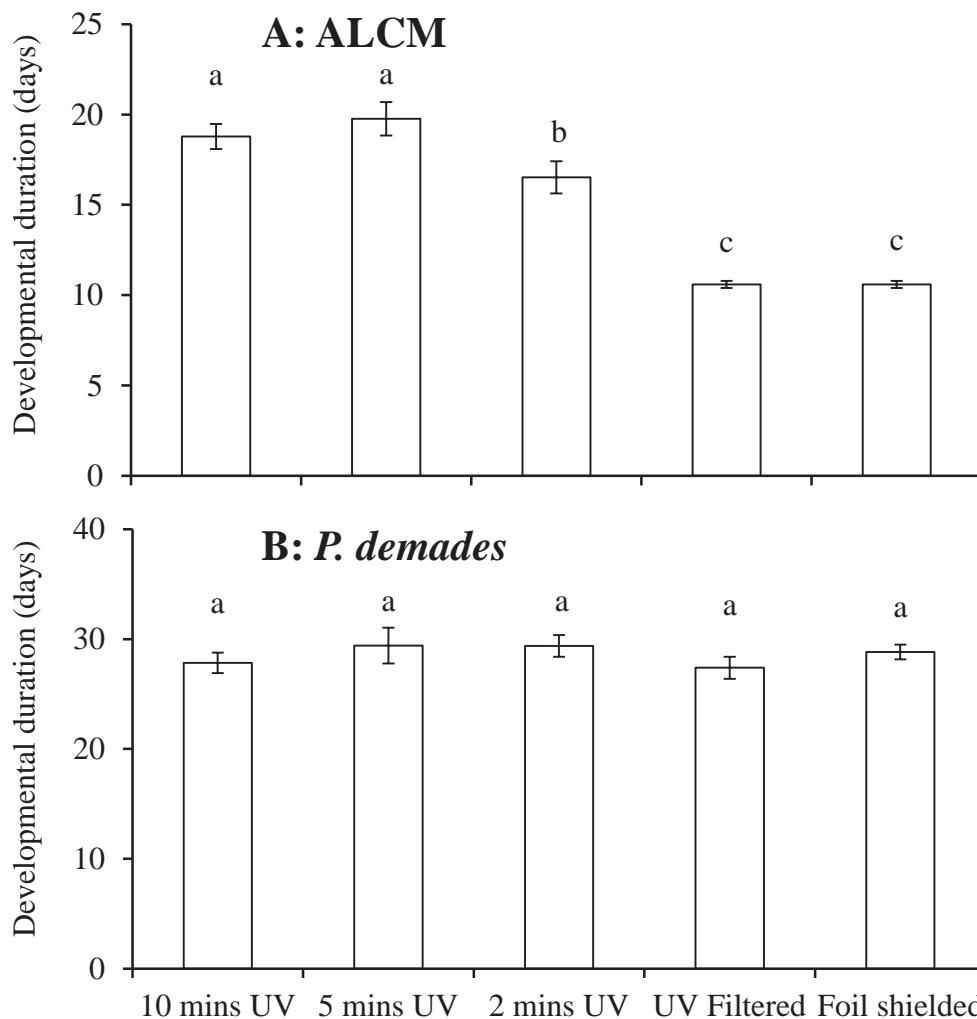 A: ALCM
Developmental duration (days)
25
20
15
10
5
0
a
a
b
c
c
B: P. demades
Developmental duration (days)
40
30
20
10
0
a
a
a
a
a
10 mins UV 5 mins UV 2 mins UV UV Filtered Foil shielded